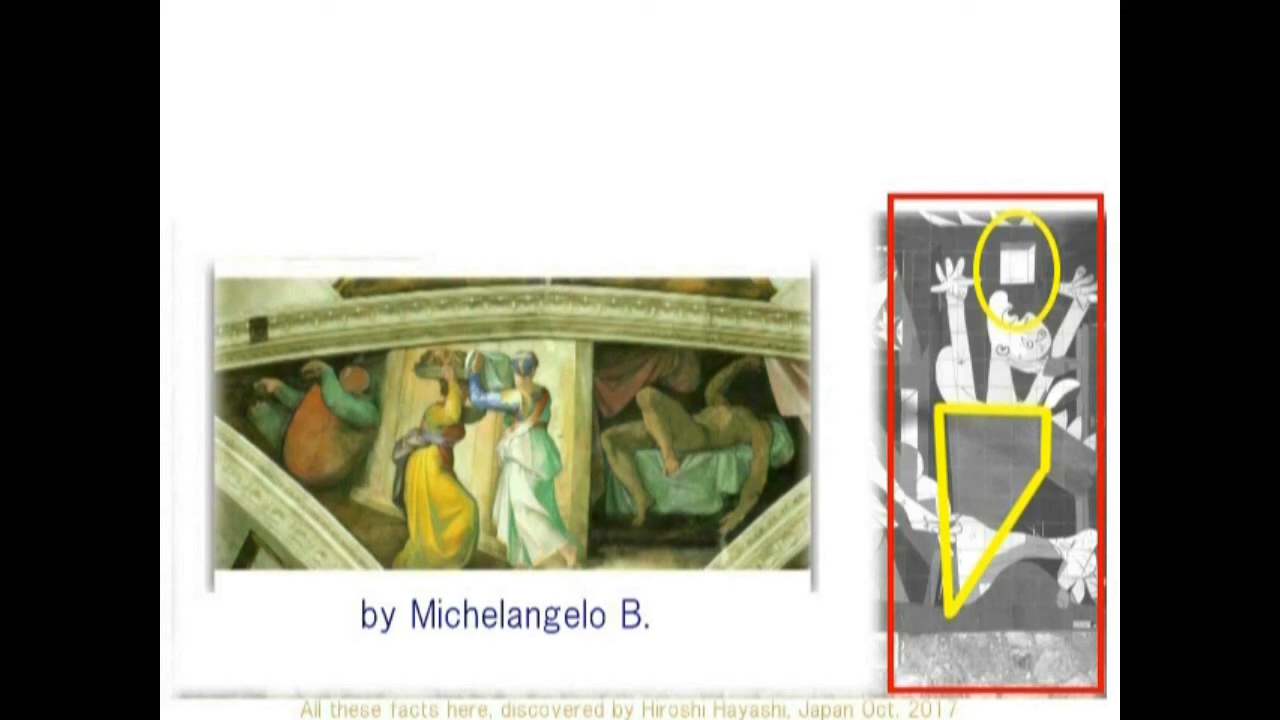 by Michelangelo B.
All these facts here, discovered by Hiroshi Hayashi, Japan Oct. 2017